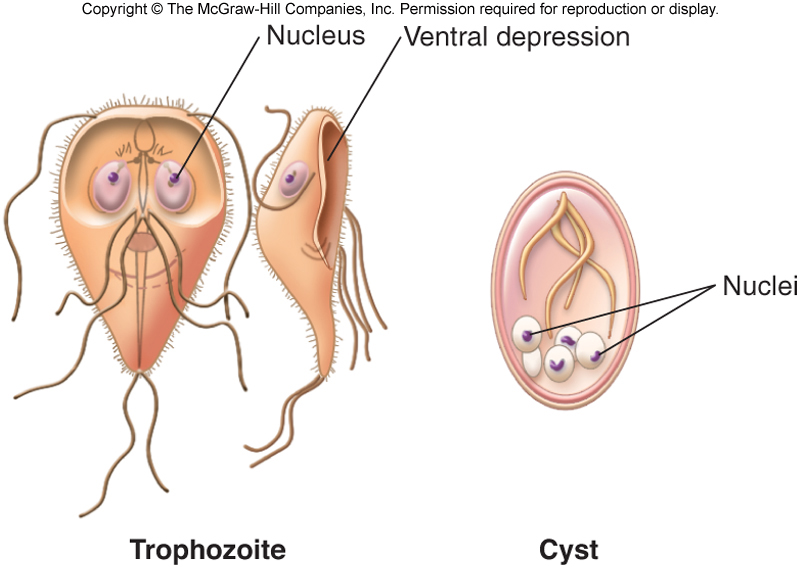 Copyright © The McGraw-Hill Companies, Inc. Permission required for reproduction or display.
Nucleus
Ventral depression
Nuclei
Trophozoite
Cyst